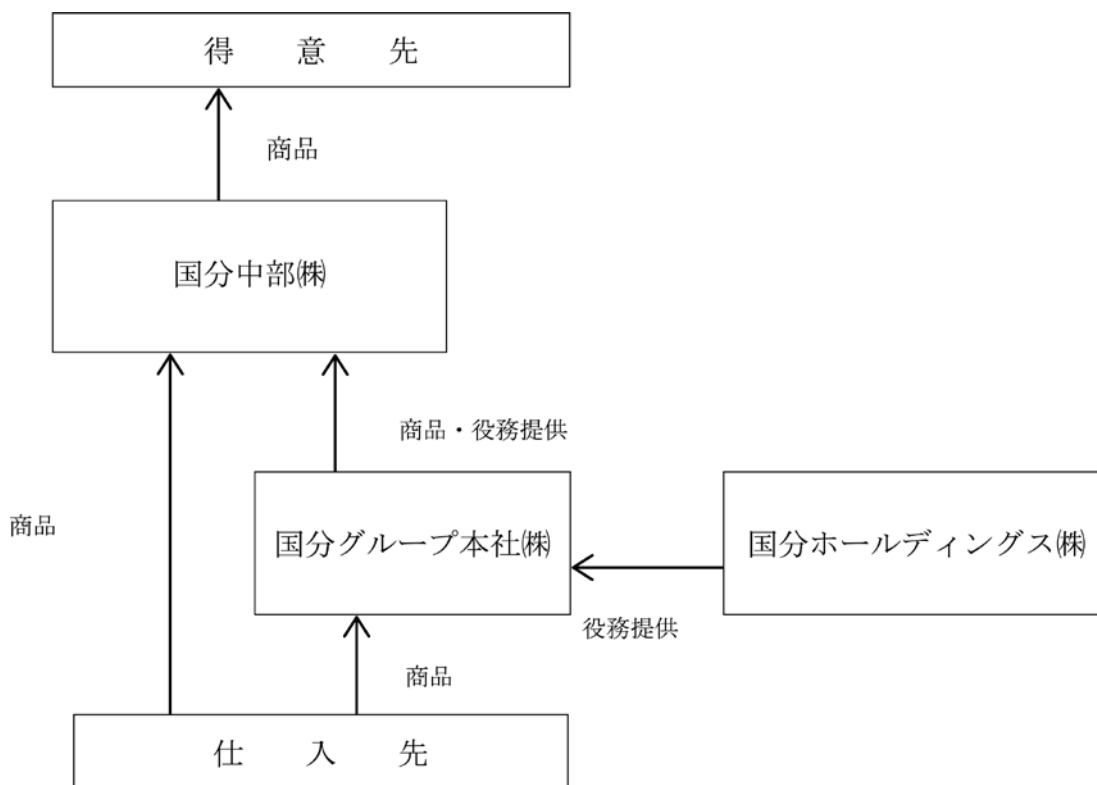 得　意　先
商品
国分中部㈱
商品・役務提供
商品
国分グループ本社㈱
国分ホールディングス㈱
役務提供
商品
仕　入　先